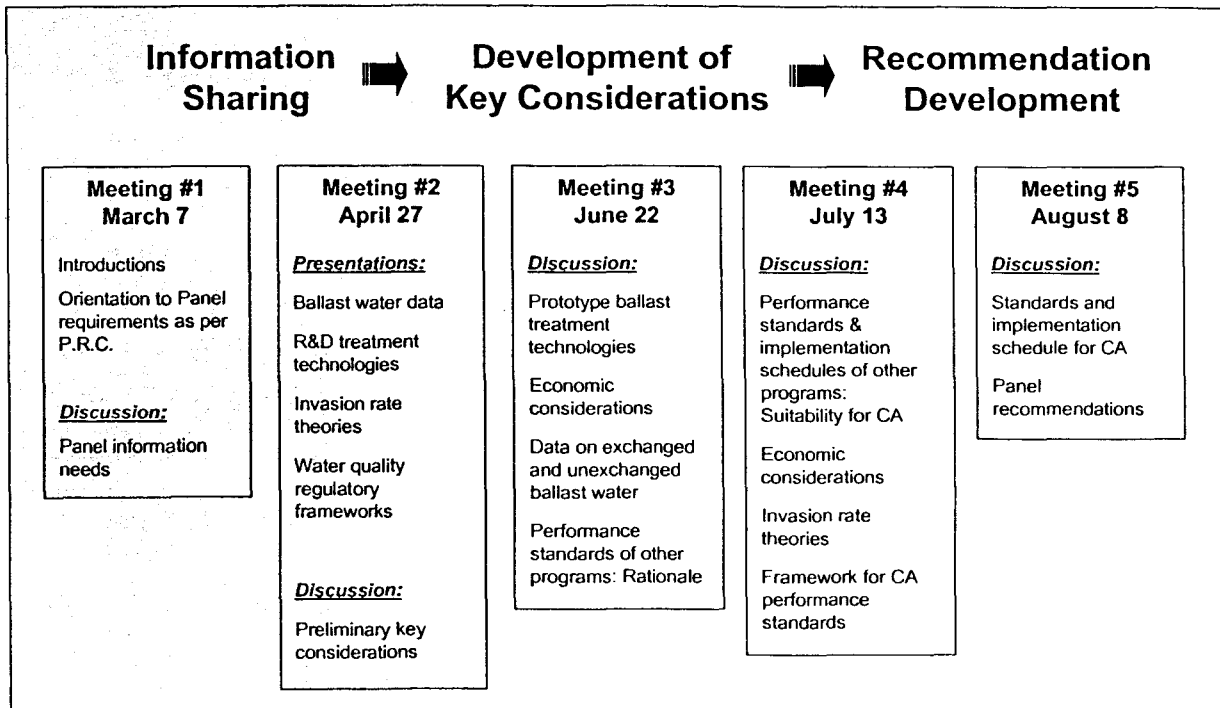 Information
Sharing
Development of
Key Considerations
Recommendation
Development
Meeting #1
March 7
Introductions
Orientation to Panel
requirements as per
P.R.C.
Discussion:
Panel information
needs
Meeting #2
April 27
Presentations:
Ballast water data
R&D treatment
technologies
Invasion rate
theories
Water quality
regulatory
frameworks
Discussion:
Preliminary key
considerations
Meeting #3
June 22
Discussion:
Prototype ballast
treatment
technologies
Economic
considerations
Data on exchanged
and unexchanged
ballast water
Performance
standards of other
programs: Rationale
Meeting #4
July 13
Discussion:
Performance
standards &
implementation
schedules of other
programs:
Suitability for CA
Economic
considerations
Invasion rate
theories
Framework for CA
performance
standards
Meeting #5
August 8
Discussion:
Standards and
implementation
schedule for CA
Panel
recommendations